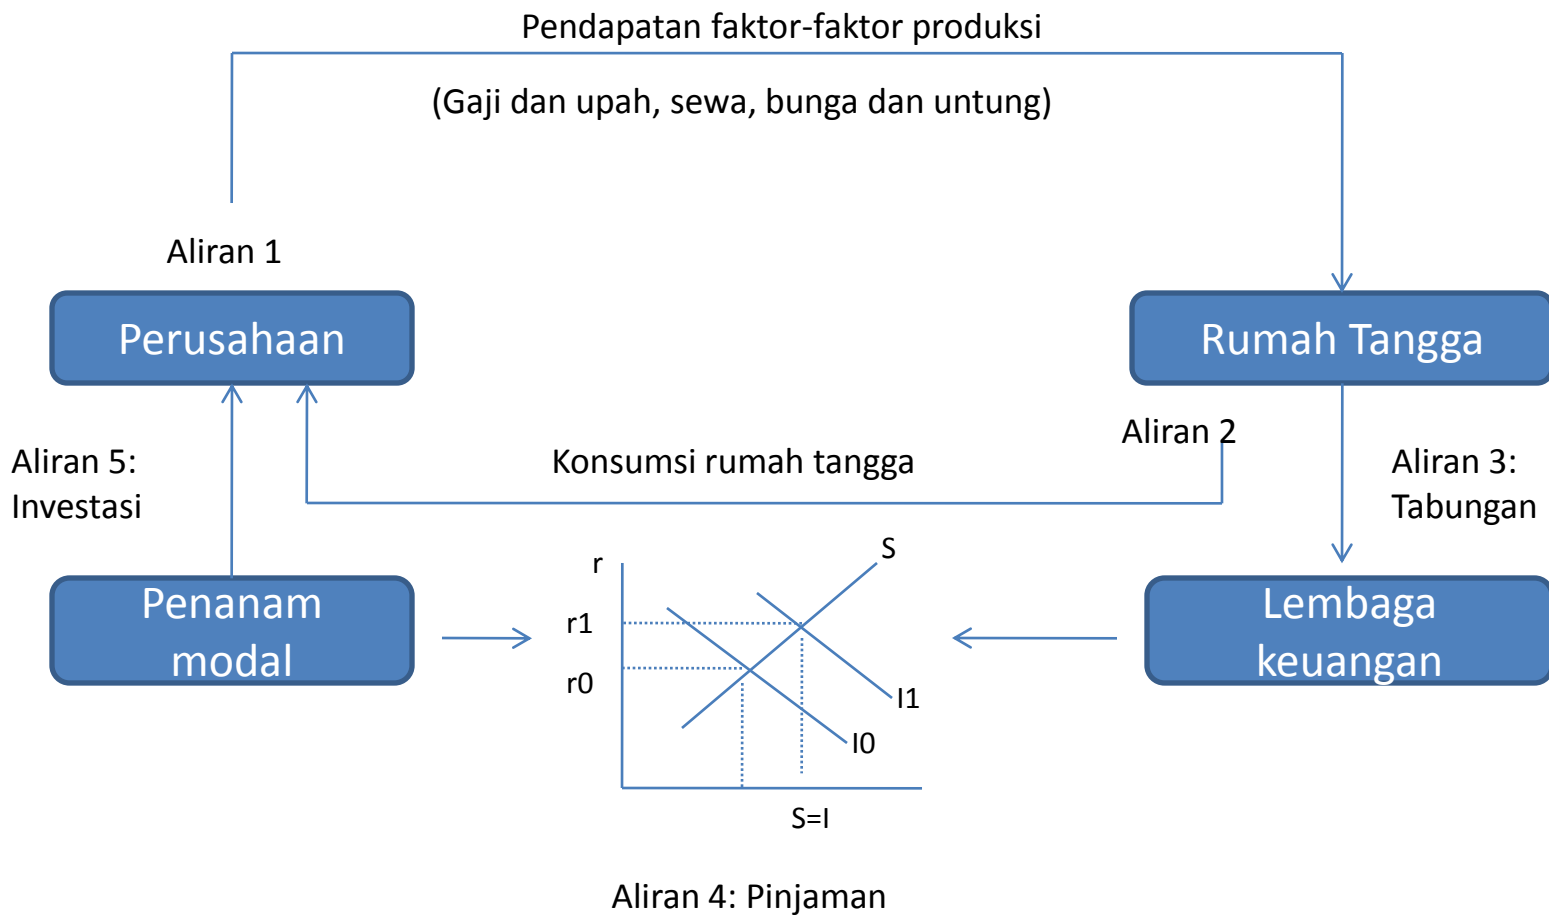 Pendapatan faktor-faktor produksi
(Gaji dan upah, sewa, bunga dan untung)
Aliran 1
Perusahaan
Rumah Tangga
Aliran 2
Aliran 5:
Investasi
Konsumsi rumah tangga
Aliran 3:
Tabungan
Penanam
modal
r
S
r1
r0
I1
I0
S=I
Lembaga
keuangan
Aliran 4: Pinjaman